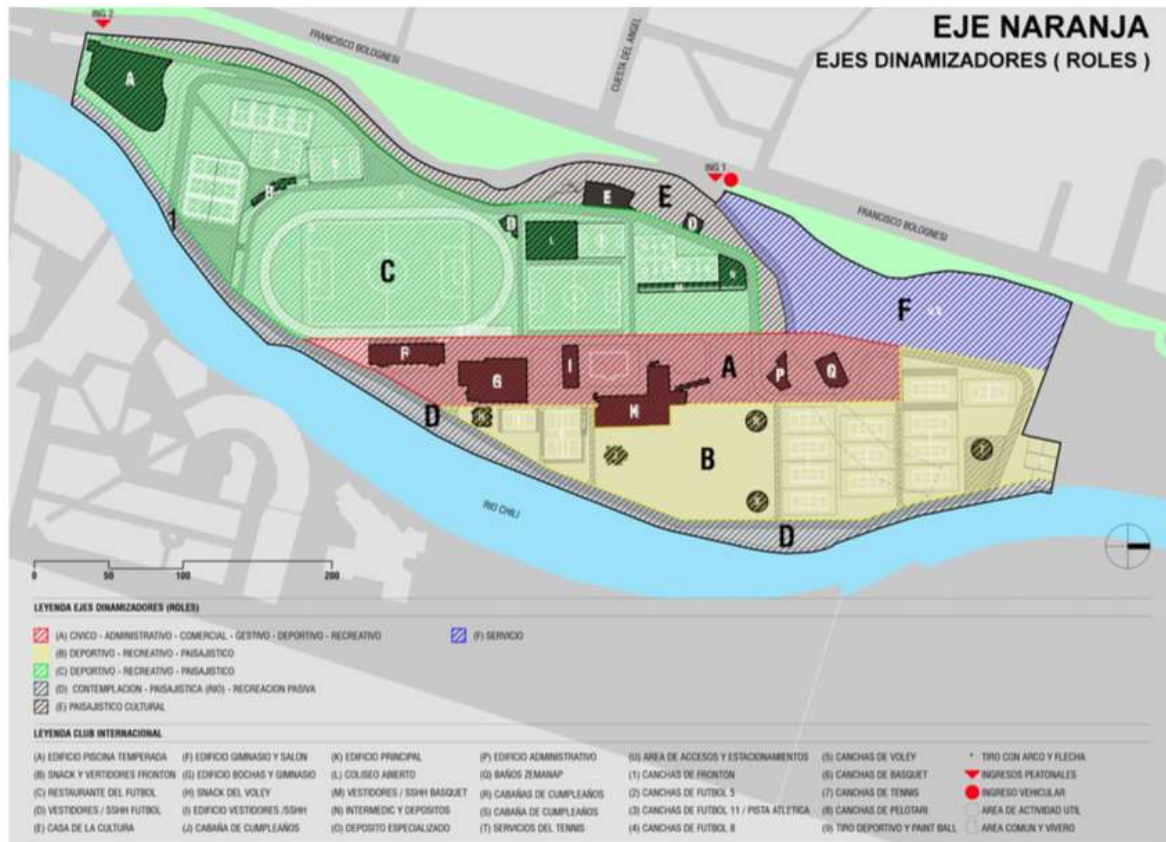 EJE NARANJA
EJES DINAMIZADORES ( ROLES )
ING 2
FRANCISCO BOLOGNESI
CUESTA DEL ANGEL
ING 1
FRANCISCO BOLOGNESI
A
B
E
E
L
C
F
1
G
I
A
P
Q
D
B
D
RIO CHILI
0 50 100 200
LEYENDA EJES DINAMIZADORES (ROLES)
(A) CIVICO - ADMINISTRATIVO - COMERCIAL - GESTIVO - DEPORTIVO - RECREATIVO
(F) SERVICIO
(B) DEPORTIVO - RECREATIVO - PAISAJISTICO
(C) DEPORTIVO - RECREATIVO - PAISAJISTICO
(D) CONTEMPLACION - PAISAJISTICA (RIO) - RECREACION PASIVA
(E) PAISAJISTICO CULTURAL
LEYENDA CLUB INTERNACIONAL
(A) EDIFICIO PISCINA TEMPERADA
(B) SNACK Y VERTIDORES FRONTON
(C) RESTAURANTE DEL FUTBOL
(D) VESTIDORES / SSHH FUTBOL
(E) CASA DE LA CULTURA
(F) EDIFICIO GIMNASIO Y SALON
(G) EDIFICIO BOCHAS Y GIMNASIO
(H) SNACK DEL VOLEY
(I) EDIFICIO VESTIDORES /SSHH
(J) CABAÑA DE CUMPLEAÑOS
(K) EDIFICIO PRINCIPAL
(L) COLISEO ABIERTO
(M) VESTIDORES / SSHH BASQUET
(N) INTERMEDIC Y DEPOSITOS
(O) DEPOSITO ESPECIALIZADO
(P) EDIFICIO ADMINISTRATIVO
(Q) BAÑOS ZEMANAP
(R) CABAÑAS DE CUMPLEAÑOS
(S) CABAÑA DE CUMPLEAÑOS
(T) SERVICIOS DEL TENNIS
(U) AREA DE ACCESOS Y ESTACIONAMIENTOS
(1) CANCHAS DE FRONTON
(2) CANCHAS DE FUTBOL 5
(3) CANCHAS DE FUTBOL 11 / PISTA ATLETICA
(4) CANCHAS DE FUTBOL 8
(5) CANCHAS DE VOLEY
(6) CANCHAS DE BASQUET
(7) CANCHAS DE TENNIS
(8) CANCHAS DE PELOTARI
(9) TIRO DEPORTIVO Y PAINT BALL
* TIRO CON ARCO Y FLECHA
INGRESOS PEATONALES
INGRESO VEHICULAR
AREA DE ACTIVIDAD UTIL
AREA COMUN Y VIVERO